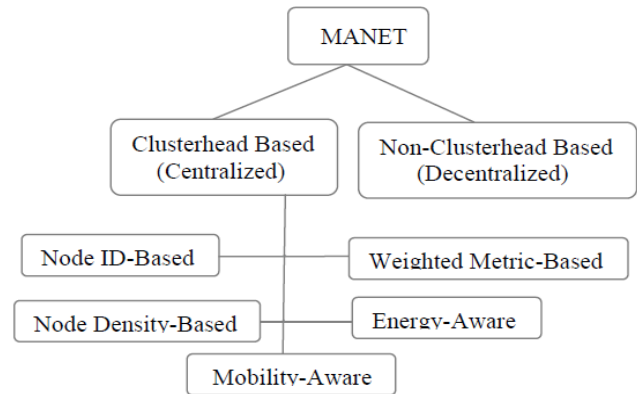 MANET
Clusterhead Based
(Centralized)
Non-Clusterhead Based
(Decentralized)
Node ID-Based
Weighted Metric-Based
Node Density-Based
Energy-Aware
Mobility-Aware